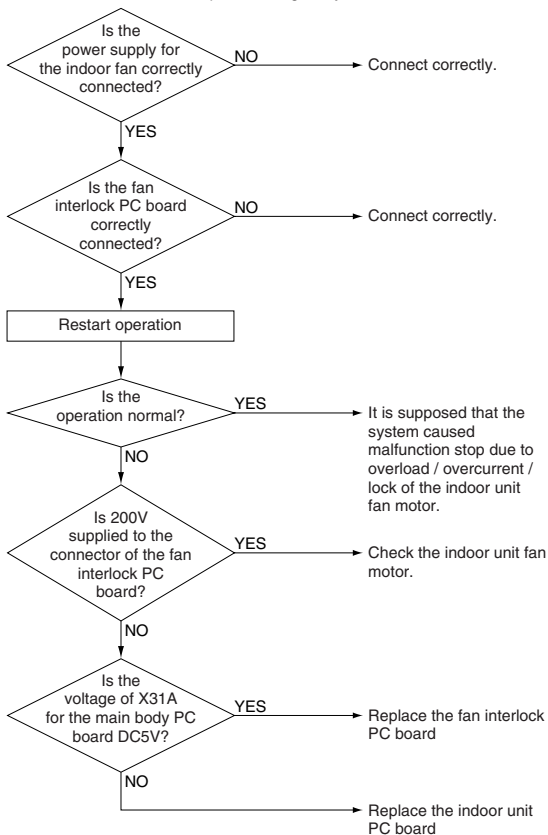 Is the
power supply for
the indoor fan correctly
connected?
NO
Connect correctly.
YES
Is the fan
interlock PC board
correctly
connected?
NO
Connect correctly.
YES
Restart operation
Is the
operation normal?
YES
It is supposed that the
system caused
malfunction stop due to
overload / overcurrent /
lock of the indoor unit
fan motor.
NO
Is 200V
supplied to the
connector of the fan
interlock PC
board?
YES
Check the indoor unit fan
motor.
NO
Is the
voltage of X31A
for the main body PC
board DC5V?
YES
Replace the fan interlock
PC board
NO
Replace the indoor unit
PC board